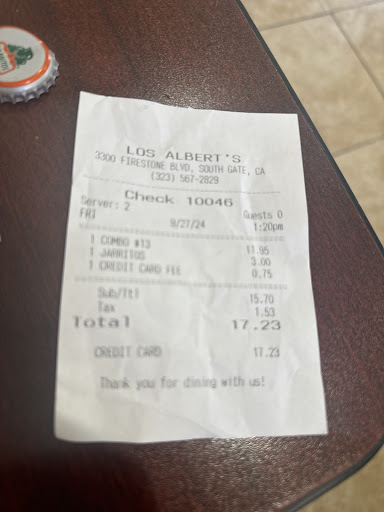 LOS ALBERT'S
3300 FIRESTONE BLVD, SOUTH GATE, CA
(323) 567-2829
Check 10046
Server: 2 Guests 0
FRI 9/27/24 1:20pm
1 COMBO #13 11.95
1 JARRITOS 3.00
1 CREDIT CARD FEE 0.75
Sub/Ttl 15.70
Tax 1.53
Total 17.23
CREDIT CARD 17.23
Thank you for dining with us!